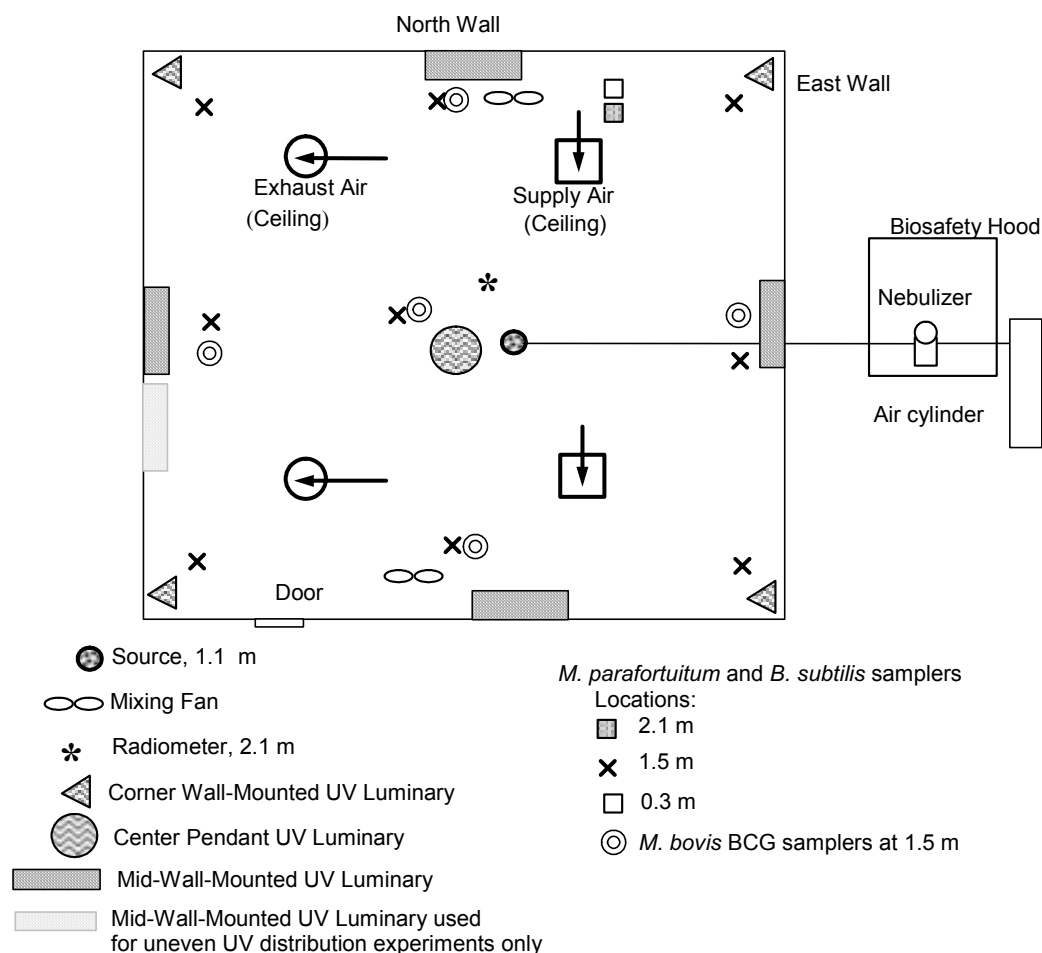 North Wall
East Wall
Exhaust Air
(Ceiling)
Supply Air
(Ceiling)
Biosafety Hood
Nebulizer
Air cylinder
Door
Source, 1.1 m
Mixing Fan
Radiometer, 2.1 m
Corner Wall-Mounted UV Luminary
Center Pendant UV Luminary
Mid-Wall-Mounted UV Luminary
Mid-Wall-Mounted UV Luminary used
for uneven UV distribution experiments only
M. parafortuitum and B. subtilis samplers
Locations:
2.1 m
1.5 m
0.3 m
M. bovis BCG samplers at 1.5 m